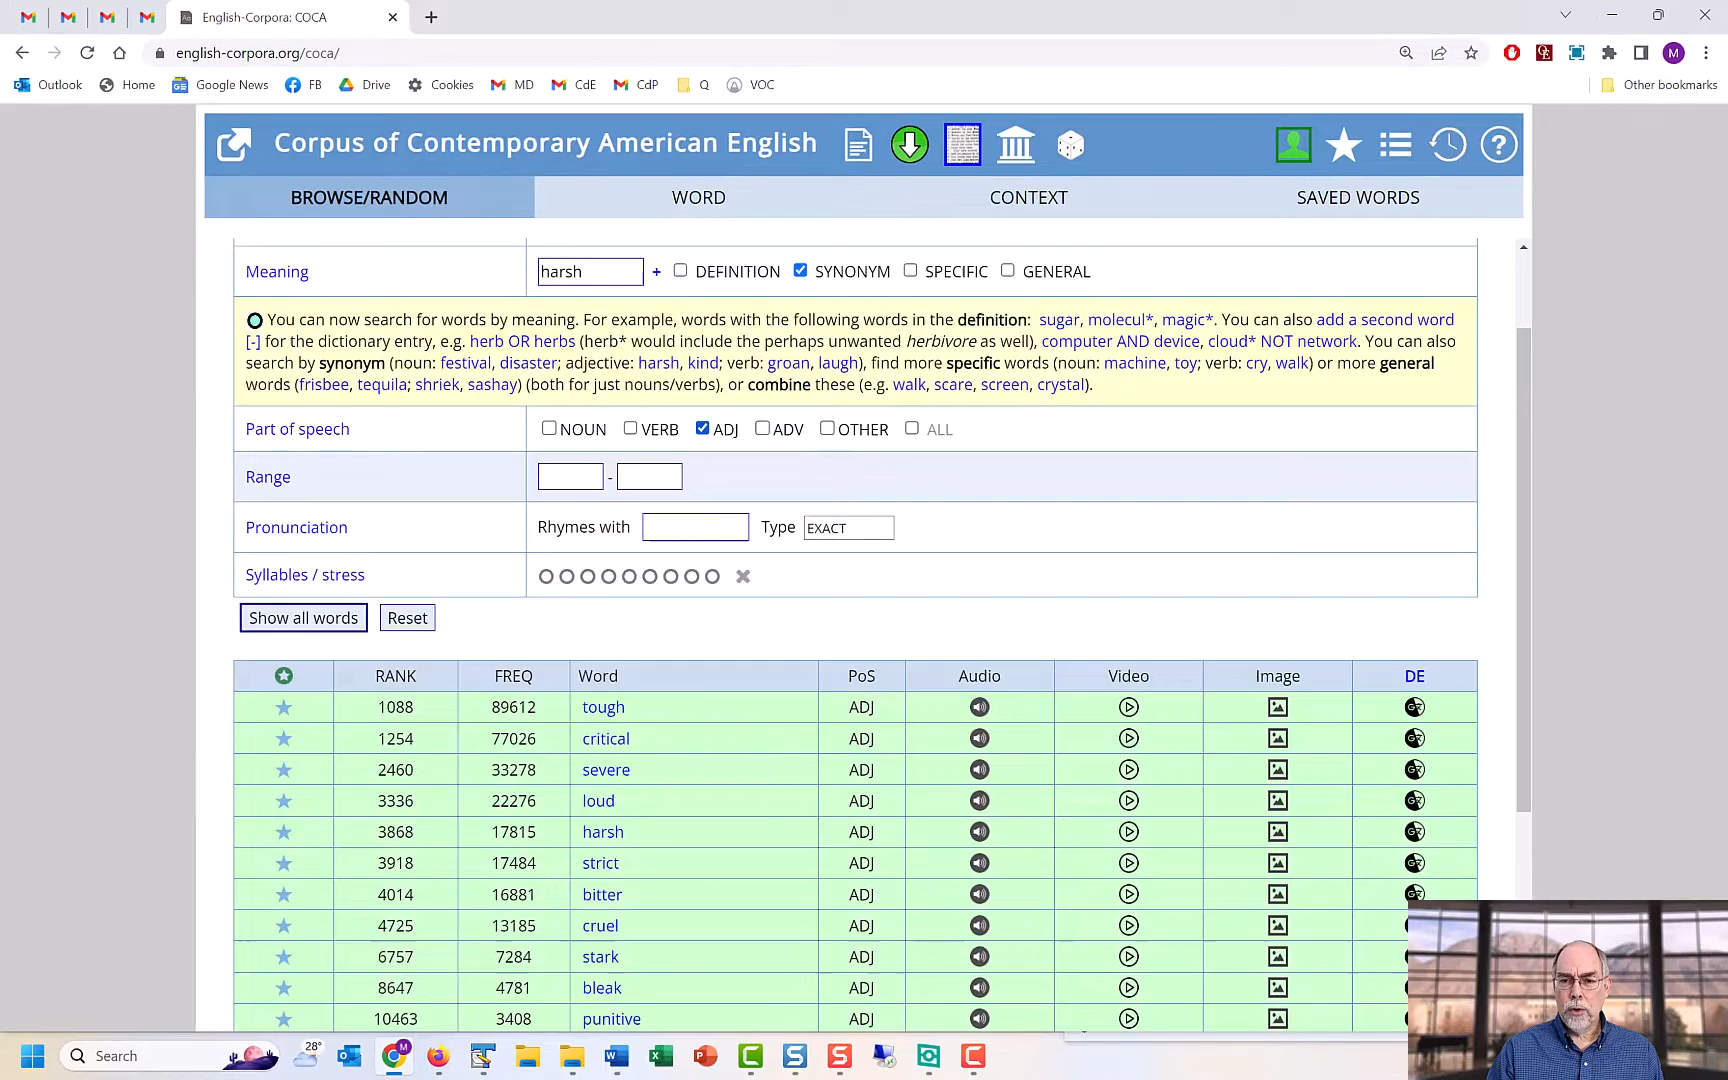 English-Corpora: COCA
english-corpora.org/coca/
M
Outlook Home Google News FB Drive Cookies MD CdE CdP Q VOC Other bookmarks
Corpus of Contemporary American English
BROWSE/RANDOM WORD CONTEXT SAVED WORDS
Meaning harsh + DEFINITION SYNONYM SPECIFIC GENERAL
You can now search for words by meaning. For example, words with the following words in the definition: sugar, molecul*, magic*. You can also add a second word
[-] for the dictionary entry, e.g. herb OR herbs (herb* would include the perhaps unwanted herbivore as well), computer AND device, cloud* NOT network. You can also
search by synonym (noun: festival, disaster; adjective: harsh, kind; verb: groan, laugh), find more specific words (noun: machine, toy; verb: cry, walk) or more general
words (frisbee, tequila; shriek, sashay) (both for just nouns/verbs), or combine these (e.g. walk, scare, screen, crystal).
Part of speech NOUN VERB ADJ ADV OTHER ALL
Range -
Pronunciation Rhymes with Type EXACT
Syllables / stress
Show all words Reset
RANK FREQ Word PoS Audio Video Image DE
1088 89612 tough ADJ
1254 77026 critical ADJ
2460 33278 severe ADJ
3336 22276 loud ADJ
3868 17815 harsh ADJ
3918 17484 strict ADJ
4014 16881 bitter ADJ
4725 13185 cruel ADJ
6757 7284 stark ADJ
8647 4781 bleak ADJ
10463 3408 punitive ADJ
Search 28°